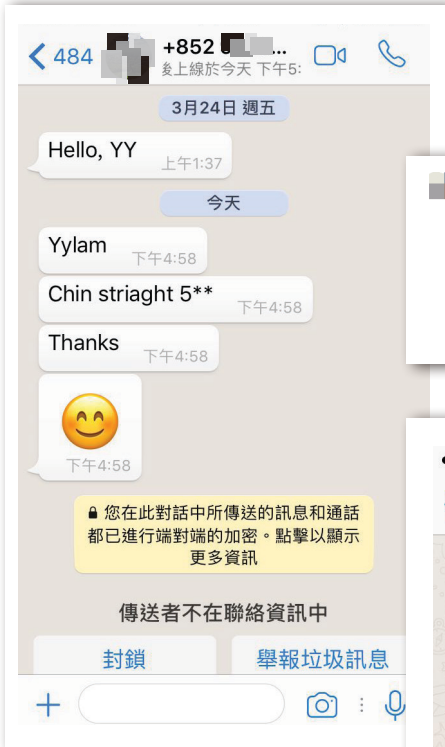 484
+852
上線於今天 下午5:
3月24日 週五
Hello, YY
上午1:37
今天
Yylam
下午4:58
Chin striaght 5**
下午4:58
Thanks
下午4:58
下午4:58
您在此對話中所傳送的訊息和通話
都已進行端對端的加密。點擊以顯示
更多資訊
傳送者不在聯絡資訊中
封鎖
舉報垃圾訊息